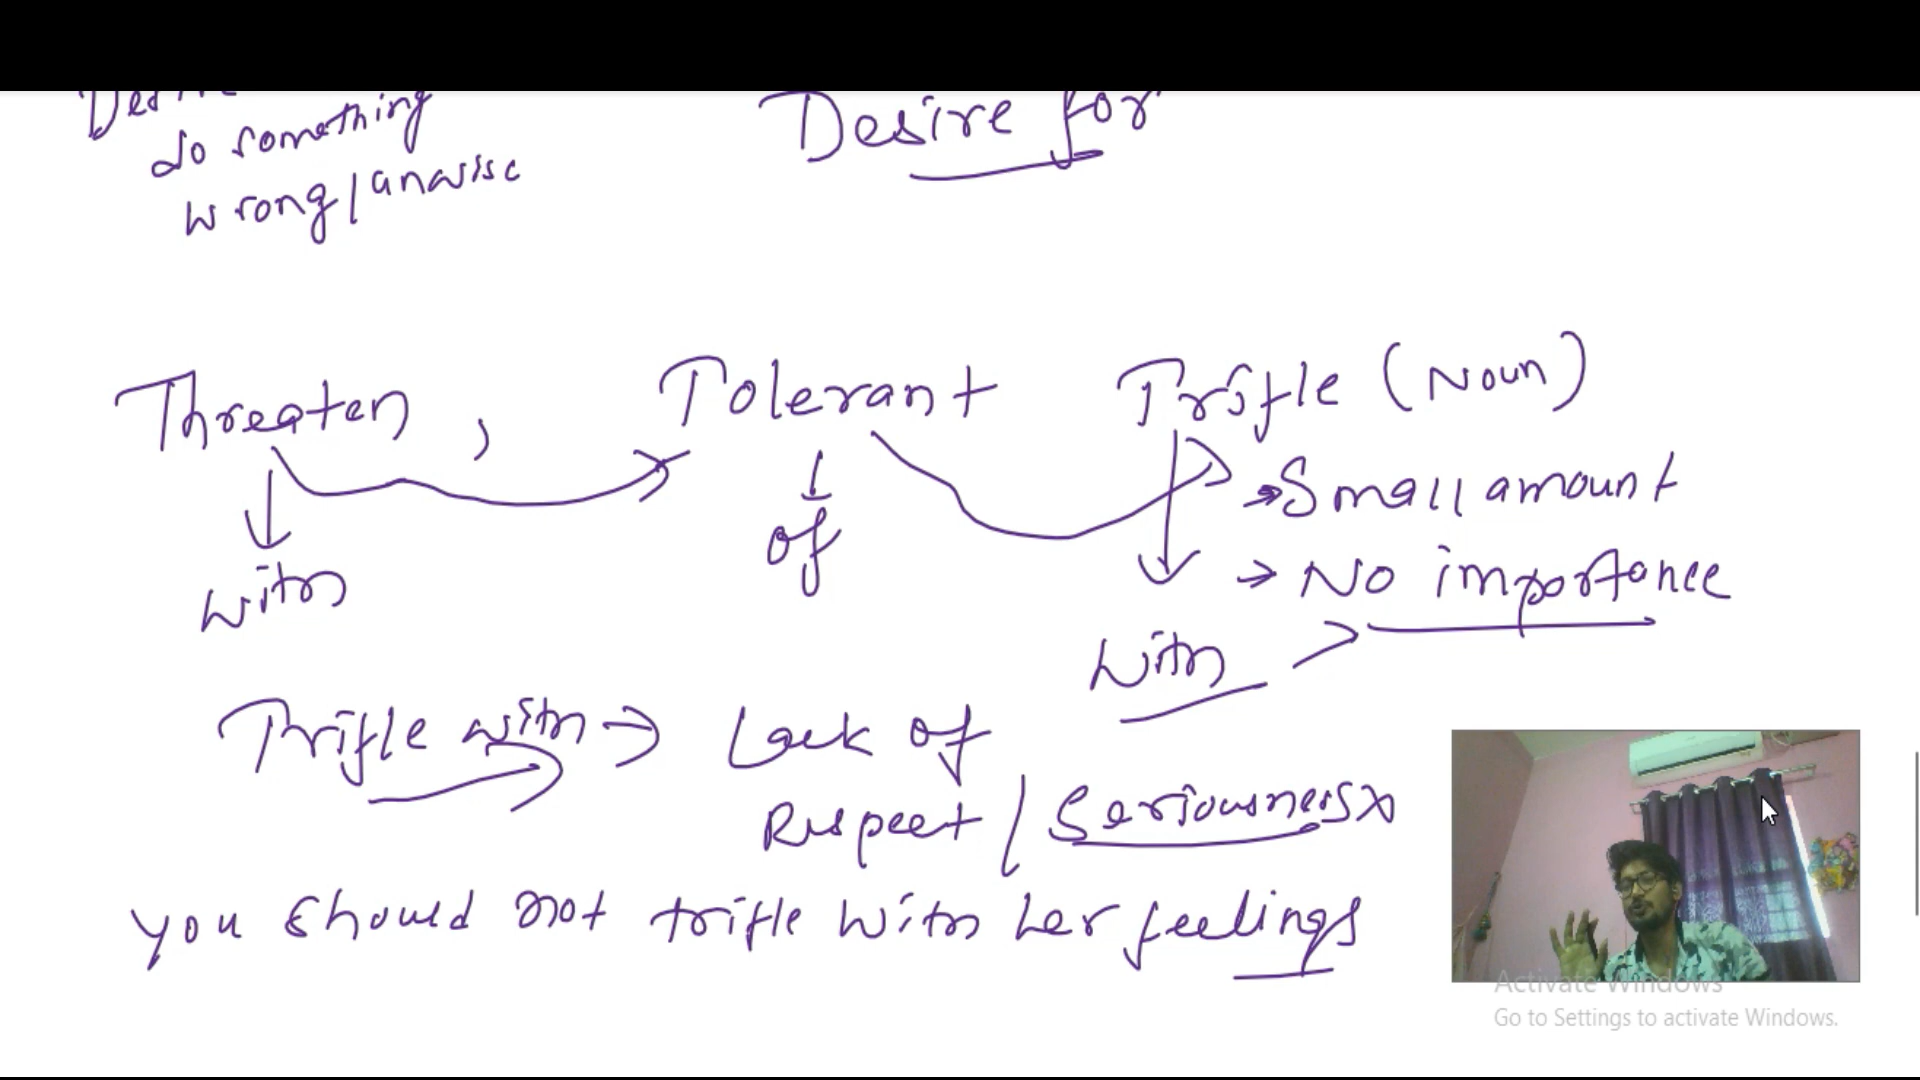 Desire for
do something
wrong/unwise
Threaten, Tolerant Trifle (Noun)
→ Small amount
with of → No importance
with
Trifle with → Lack of
Respect / Seriousness x
You should not trifle with her feelings
Activate Windows
Go to Settings to activate Windows.